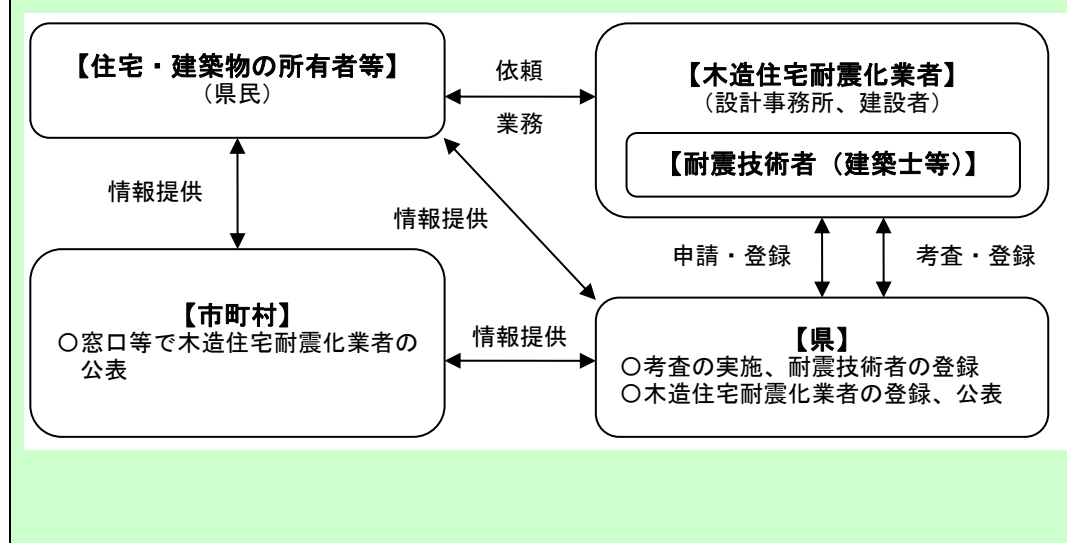 【住宅・建築物の所有者等】
（県民）
依頼
業務
【木造住宅耐震化業者】
（設計事務所、建設者）
【耐震技術者（建築士等）】
情報提供
情報提供
申請・登録
考査・登録
【市町村】
○窓口等で木造住宅耐震化業者の
公表
情報提供
【県】
○考査の実施、耐震技術者の登録
○木造住宅耐震化業者の登録、公表